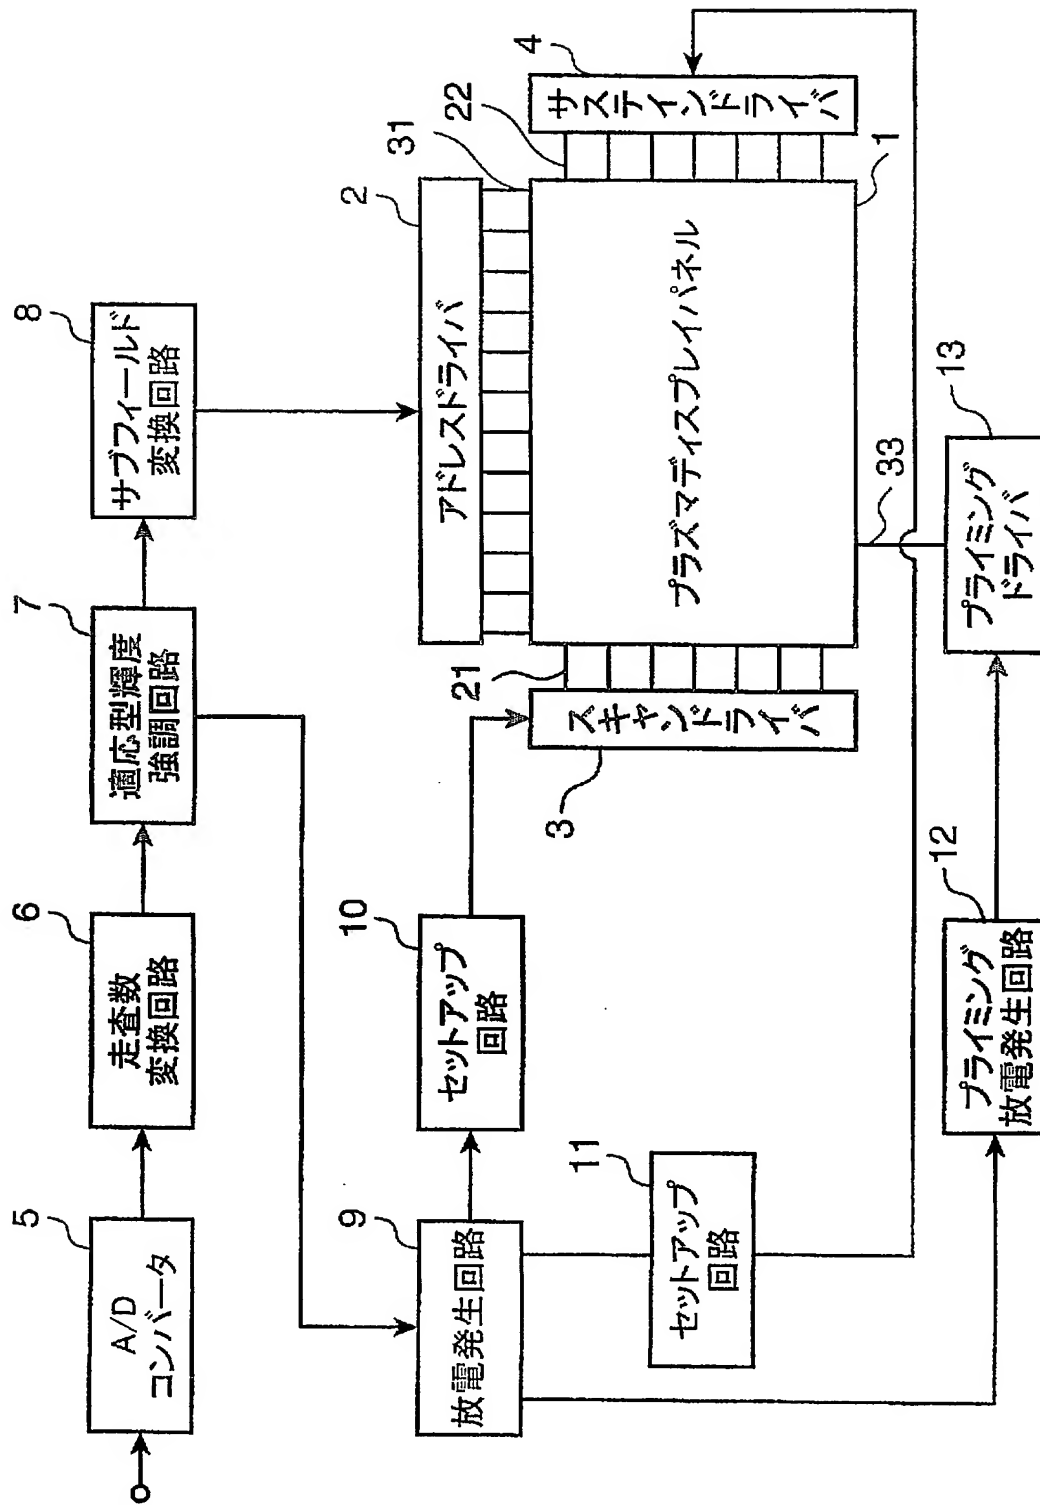 5
A/D
コンバータ
6
走査数
変換回路
7
適応型輝度
強調回路
8
サブフィールド
変換回路
2
アドレスドライバ
31
9
放電発生回路
10
セットアップ
回路
21
スキャンドライバ
3
プラズマディスプレイパネル
1
22
4
サステインドライバ
11
セットアップ
回路
33
12
プライミング
放電発生回路
13
プライミング
ドライバ